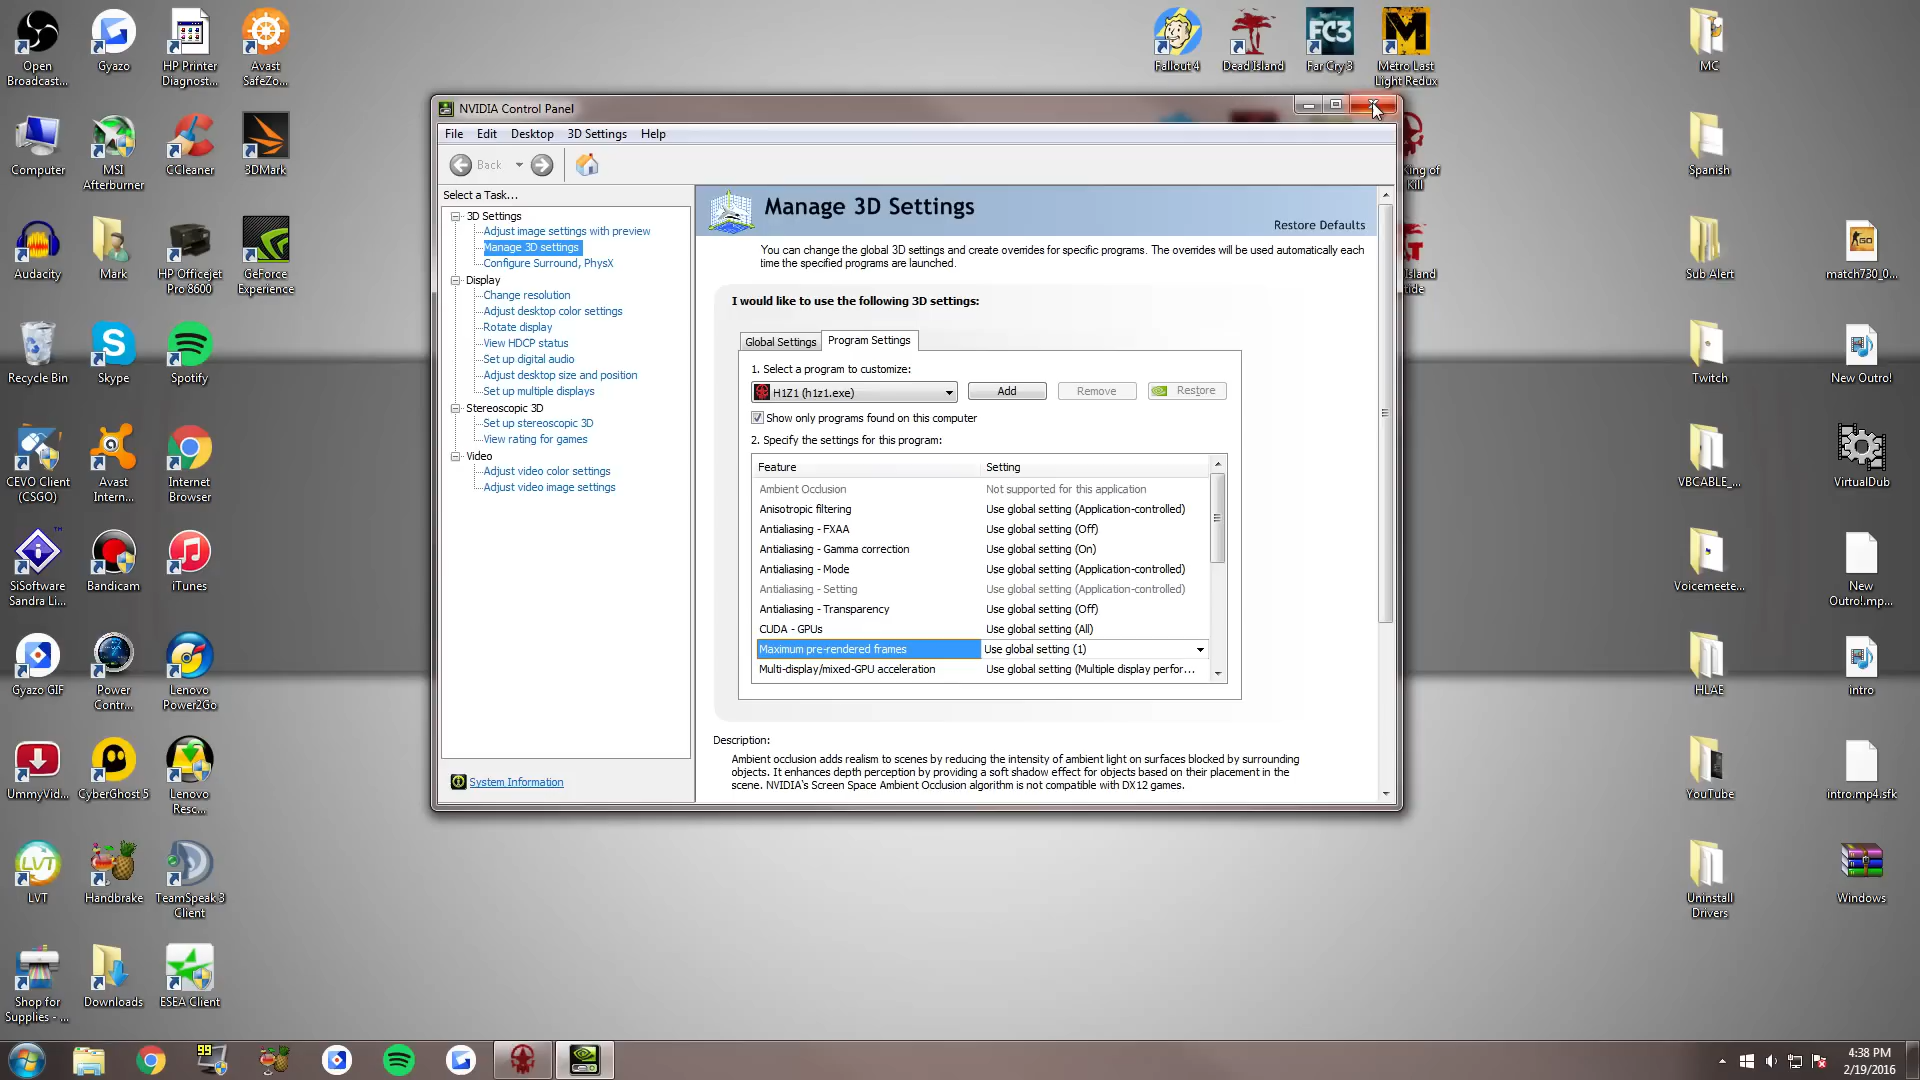 Open Broadcast...
Gyazo
HP Printer Diagnost...
Avast SafeZo...
Fallout 4
Dead Island
Far Cry 3
Metro Last Light Redux
MC
NVIDIA Control Panel
File Edit Desktop 3D Settings Help
Back
Select a Task...
3D Settings
Adjust image settings with preview
Manage 3D settings
Configure Surround, PhysX
Display
Change resolution
Adjust desktop color settings
Rotate display
View HDCP status
Set up digital audio
Adjust desktop size and position
Set up multiple displays
Stereoscopic 3D
Set up stereoscopic 3D
View rating for games
Video
Adjust video color settings
Adjust video image settings
System Information
Manage 3D Settings
Restore Defaults
You can change the global 3D settings and create overrides for specific programs. The overrides will be used automatically each
time the specified programs are launched.
I would like to use the following 3D settings:
Global Settings Program Settings
1. Select a program to customize:
H1Z1 (h1z1.exe) Add Remove Restore
Show only programs found on this computer
2. Specify the settings for this program:
Feature Setting
Ambient Occlusion Not supported for this application
Anisotropic filtering Use global setting (Application-controlled)
Antialiasing - FXAA Use global setting (Off)
Antialiasing - Gamma correction Use global setting (On)
Antialiasing - Mode Use global setting (Application-controlled)
Antialiasing - Setting Use global setting (Application-controlled)
Antialiasing - Transparency Use global setting (Off)
CUDA - GPUs Use global setting (All)
Maximum pre-rendered frames Use global setting (1)
Multi-display/mixed-GPU acceleration Use global setting (Multiple display perfor...
Description:
Ambient occlusion adds realism to scenes by reducing the intensity of ambient light on surfaces blocked by surrounding
objects. It enhances depth perception by providing a soft shadow effect for objects based on their placement in the
scene. NVIDIA's Screen Space Ambient Occlusion algorithm is not compatible with DX12 games.
Computer
MSI Afterburner
CCleaner
3DMark
Kill
Spanish
Audacity
Mark
HP Officejet Pro 8600
GeForce Experience
Island
Sub Alert
match730_0...
Recycle Bin
Skype
Spotify
Twitch
New Outro!
CEVO Client (CSGO)
Avast Intern...
Internet Browser
VBCABLE_...
VirtualDub
SiSoftware Sandra Li...
Bandicam
iTunes
Voicemeete...
New Outro!.mp...
Gyazo GIF
Power Contr...
Lenovo Power2Go
HLAE
intro
UmmyVid...
CyberGhost 5
Lenovo Resc...
YouTube
intro.mp4.sfk
LVT
Handbrake
TeamSpeak 3 Client
Uninstall Drivers
Windows
Shop for Supplies - ...
Downloads
ESEA Client
99
4:38 PM
2/19/2016